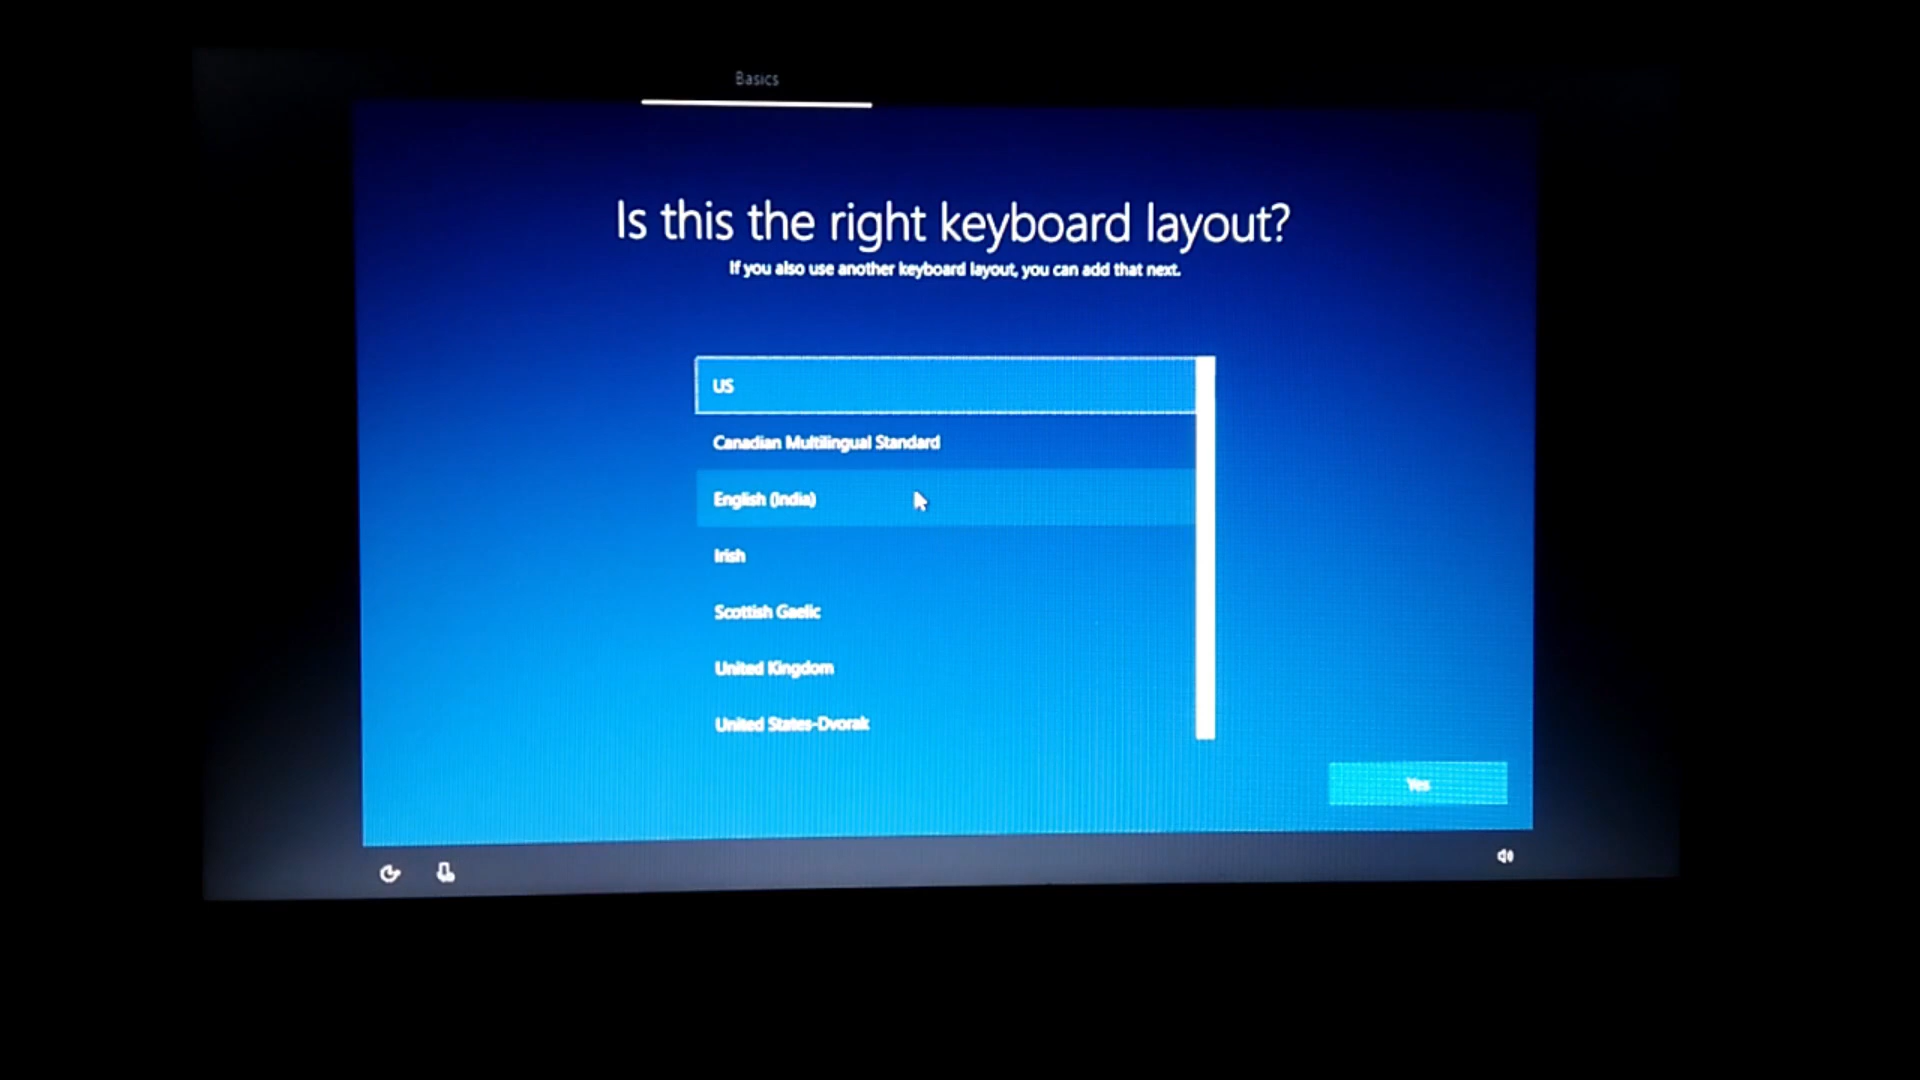 Basics
Is this the right keyboard layout?
If you also use another keyboard layout, you can add that next.
US
Canadian Multilingual Standard
English (India)
Irish
Scottish Gaelic
United Kingdom
United States-Dvorak
Yes